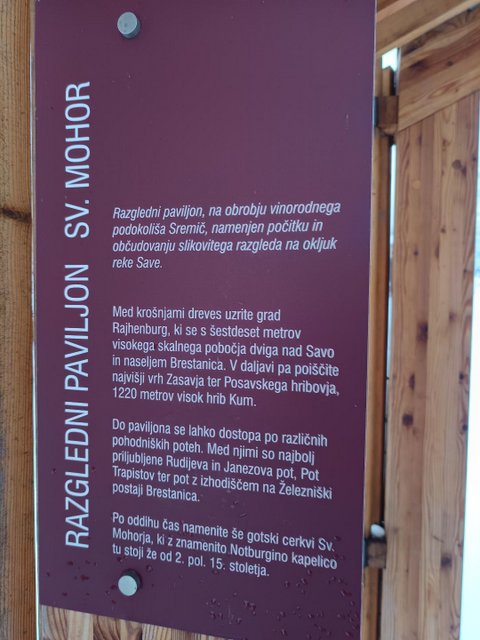 RAZGLEDNI PAVILJON SV. MOHOR
Razgledni paviljon, na obrobju vinorodnega
podokoliša Sremič, namenjen počitku in
občudovanju slikovitega razgleda na okljuk
reke Save.
Med krošnjami dreves uzrite grad
Rajhenburg, ki se s šestdeset metrov
visokega skalnega pobočja dviga nad Savo
in naseljem Brestanica. V daljavi pa poiščite
najvišji vrh Zasavja ter Posavskega hribovja,
1220 metrov visok hrib Kum.
Do paviljona se lahko dostopa po različnih
pohodniških poteh. Med njimi so najbolj
priljubljene Rudijeva in Janezova pot, Pot
Trapistov ter pot z izhodiščem na Železniški
postaji Brestanica.
Po oddihu čas namenite še gotski cerkvi Sv.
Mohorja, ki z znamenito Notburgino kapelico
tu stoji že od 2. pol. 15. stoletja.